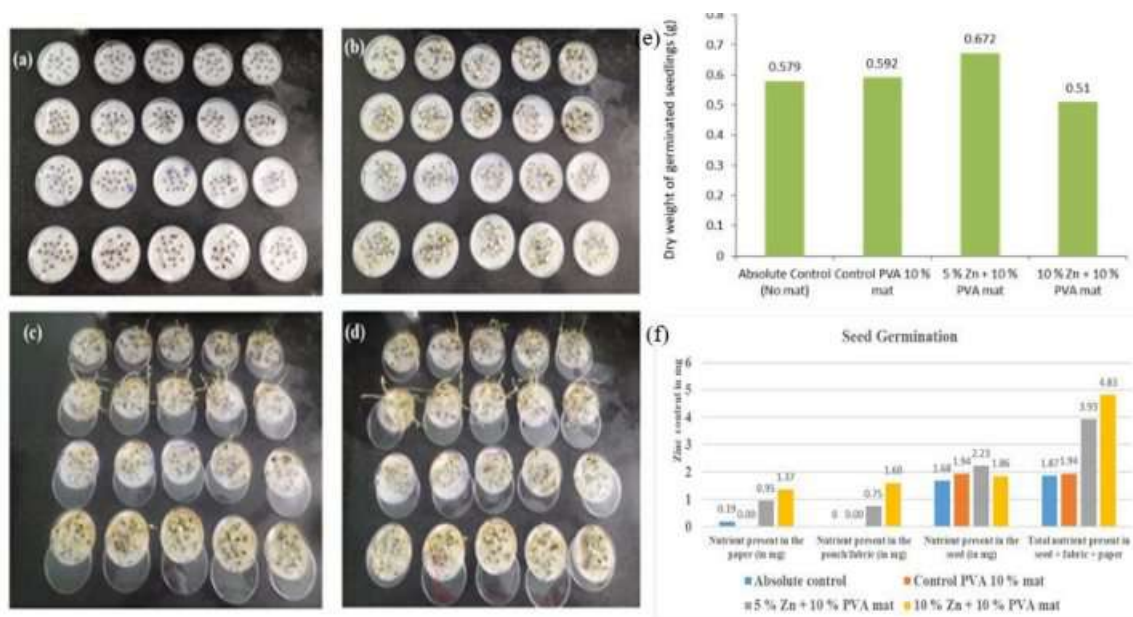 (a)
(b)
(c)
(d)
(e)
Dry weight of germinated seedlings (g)
0.8
0.7
0.6
0.5
0.4
0.3
0.2
0.1
0
0.579
0.592
0.672
0.51
Absolute Control (No mat)
Control PVA 10 % mat
5 % Zn + 10 % PVA mat
10 % Zn + 10 % PVA mat
(f)
Seed Germination
Zinc content in mg
6
5
4
3
2
1
0
0.19
0.00
0.95
1.37
0
0.00
0.75
1.60
1.68
1.94
2.23
1.86
1.87
1.94
3.93
4.83
Nutrient present in the
paper (in mg)
Nutrient present in the
pouch/fabric (in mg)
Nutrient present in the
seed (in mg)
Total nutrient present in
seed + fabric + paper
Absolute control
Control PVA 10 % mat
5 % Zn + 10 % PVA mat
10 % Zn + 10 % PVA mat